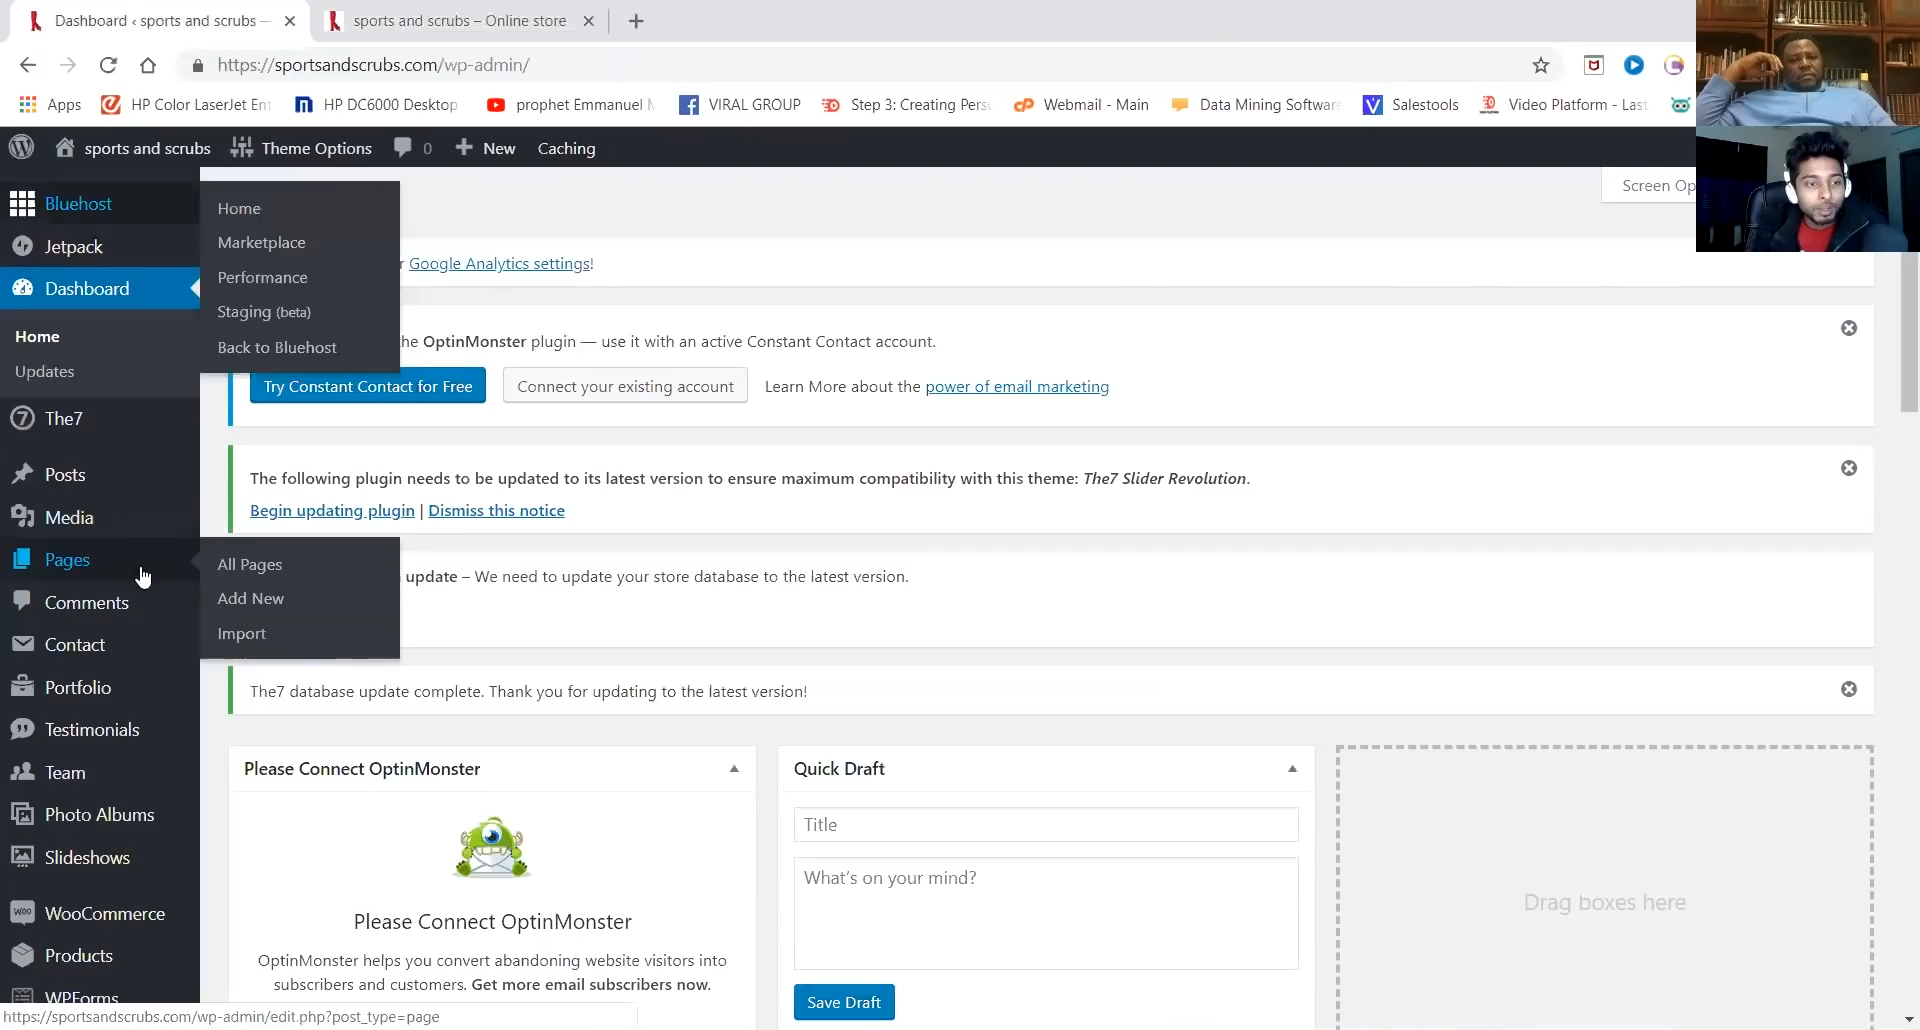 Dashboard ‹ sports and scrubs —
sports and scrubs – Online store
https://sportsandscrubs.com/wp-admin/
Apps
HP Color LaserJet Ent
HP DC6000 Desktop
prophet Emmanuel M
VIRAL GROUP
Step 3: Creating Pers
Webmail - Main
Data Mining Software
Salestools
Video Platform - Last
sports and scrubs
Theme Options
0
New
Caching
Screen Op
Bluehost
Jetpack
Dashboard
Home
Updates
The7
Posts
Media
Pages
Comments
Contact
Portfolio
Testimonials
Team
Photo Albums
Slideshows
WooCommerce
Products
WPForms
Home
Marketplace
Performance
Staging (beta)
Back to Bluehost
All Pages
Add New
Import
r Google Analytics settings!
he OptinMonster plugin — use it with an active Constant Contact account.
Try Constant Contact for Free
Connect your existing account
Learn More about the power of email marketing
The following plugin needs to be updated to its latest version to ensure maximum compatibility with this theme: The7 Slider Revolution.
Begin updating plugin | Dismiss this notice
update – We need to update your store database to the latest version.
The7 database update complete. Thank you for updating to the latest version!
Please Connect OptinMonster
Please Connect OptinMonster
OptinMonster helps you convert abandoning website visitors into
subscribers and customers. Get more email subscribers now.
Quick Draft
Title
What's on your mind?
Save Draft
Drag boxes here
https://sportsandscrubs.com/wp-admin/edit.php?post_type=page